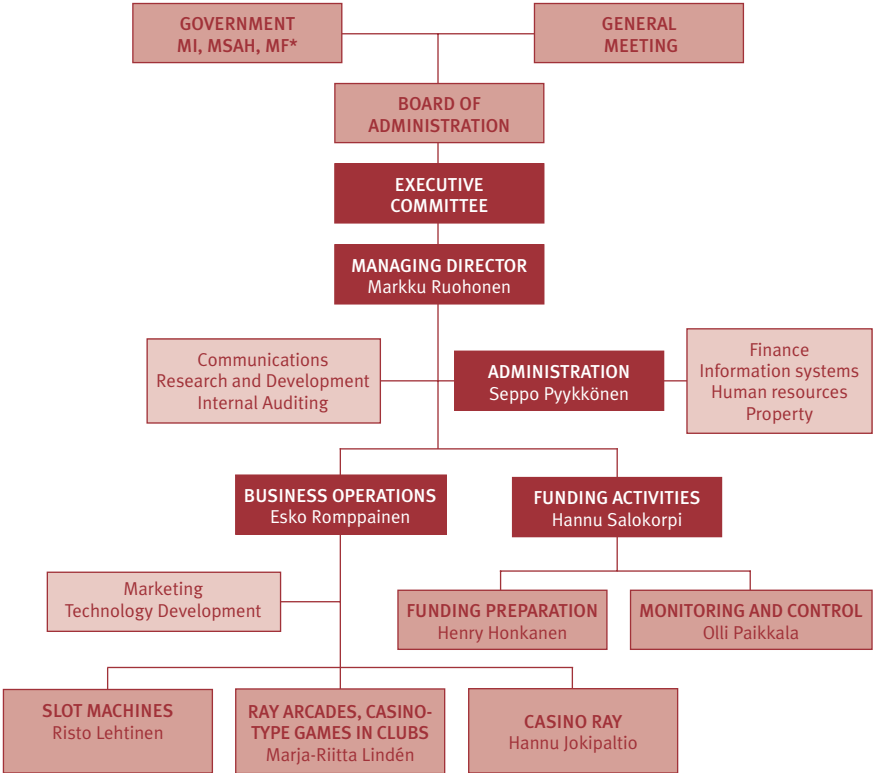 GOVERNMENT
MI, MSAH, MF*
GENERAL
MEETING
BOARD OF
ADMINISTRATION
EXECUTIVE
COMMITTEE
MANAGING DIRECTOR
Markku Ruohonen
Communications
Research and Development
Internal Auditing
ADMINISTRATION
Seppo Pyykkönen
Finance
Information systems
Human resources
Property
BUSINESS OPERATIONS
Esko Romppainen
FUNDING ACTIVITIES
Hannu Salokorpi
Marketing
Technology Development
FUNDING PREPARATION
Henry Honkanen
MONITORING AND CONTROL
Olli Paikkala
SLOT MACHINES
Risto Lehtinen
RAY ARCADES, CASINO-
TYPE GAMES IN CLUBS
Marja-Riitta Lindén
CASINO RAY
Hannu Jokipaltio